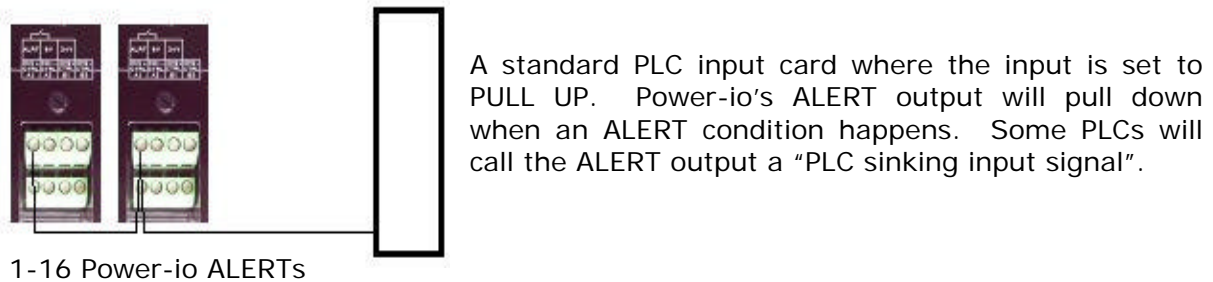 A standard PLC input card where the input is set to
PULL UP. Power-io's ALERT output will pull down
when an ALERT condition happens. Some PLCs will
call the ALERT output a “PLC sinking input signal”.
1-16 Power-io ALERTs